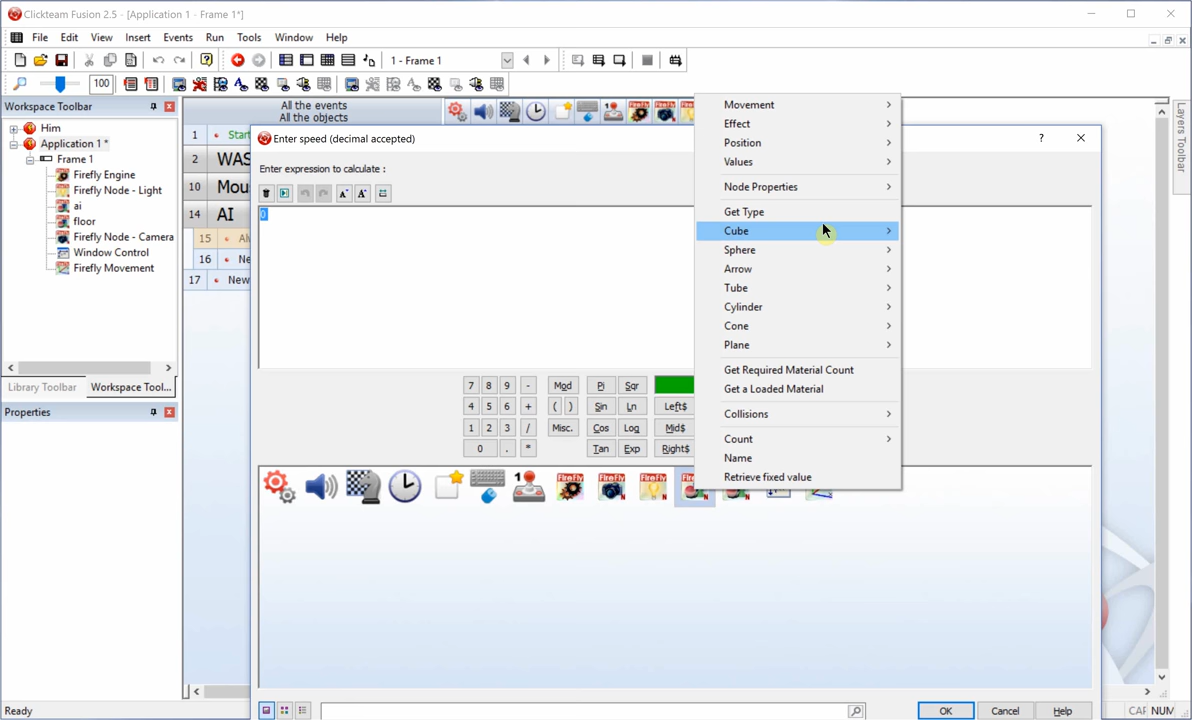 Clickteam Fusion 2.5 - [Application 1 - Frame 1*]
File Edit View Insert Events Run Tools Window Help
1 - Frame 1
100
Workspace Toolbar
Him
Application 1 *
Frame 1
Firefly Engine
Firefly Node - Light
ai
floor
Firefly Node - Camera
Window Control
Firefly Movement
Library Toolbar Workspace Tool...
Properties
All the events
All the objects
1 Start
2 WAS
10 Mou
14 AI
15
16 Ne
17 New
Enter speed (decimal accepted)
Enter expression to calculate :
0
7 8 9 - Mod Pi Sqr
4 5 6 + ( ) Sin Ln Left$
1 2 3 / Misc. Cos Log Mid$
0 . * Tan Exp Right$
Movement
Effect
Position
Values
Node Properties
Get Type
Cube
Sphere
Arrow
Tube
Cylinder
Cone
Plane
Get Required Material Count
Get a Loaded Material
Collisions
Count
Name
Retrieve fixed value
OK Cancel Help
Layers Toolbar
Ready
CAP NUM